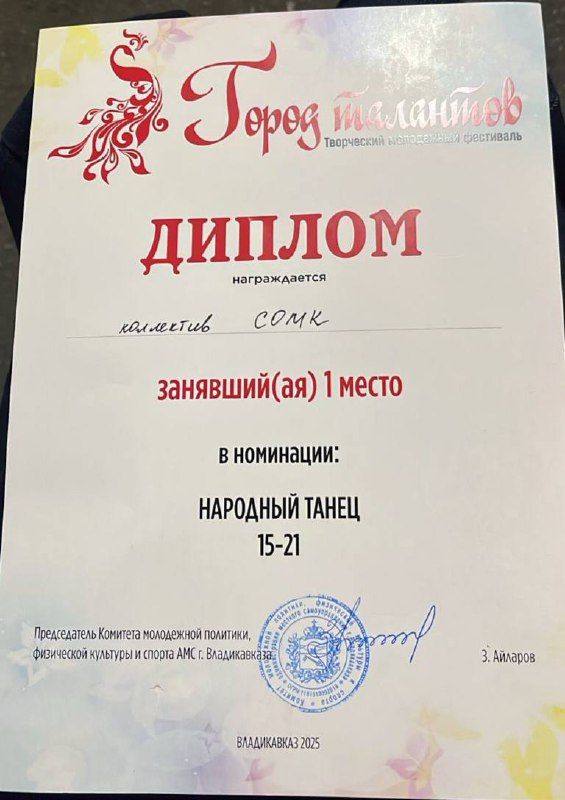 Город талантов
Творческий молодежный фестиваль
ДИПЛОМ
награждается
коллектив СОМК
занявший(ая) 1 место
в номинации:
НАРОДНЫЙ ТАНЕЦ
15-21
Председатель Комитета молодежной политики,
физической культуры и спорта АМС г. Владикавказа
З. Айларов
ВЛАДИКАВКАЗ 2025